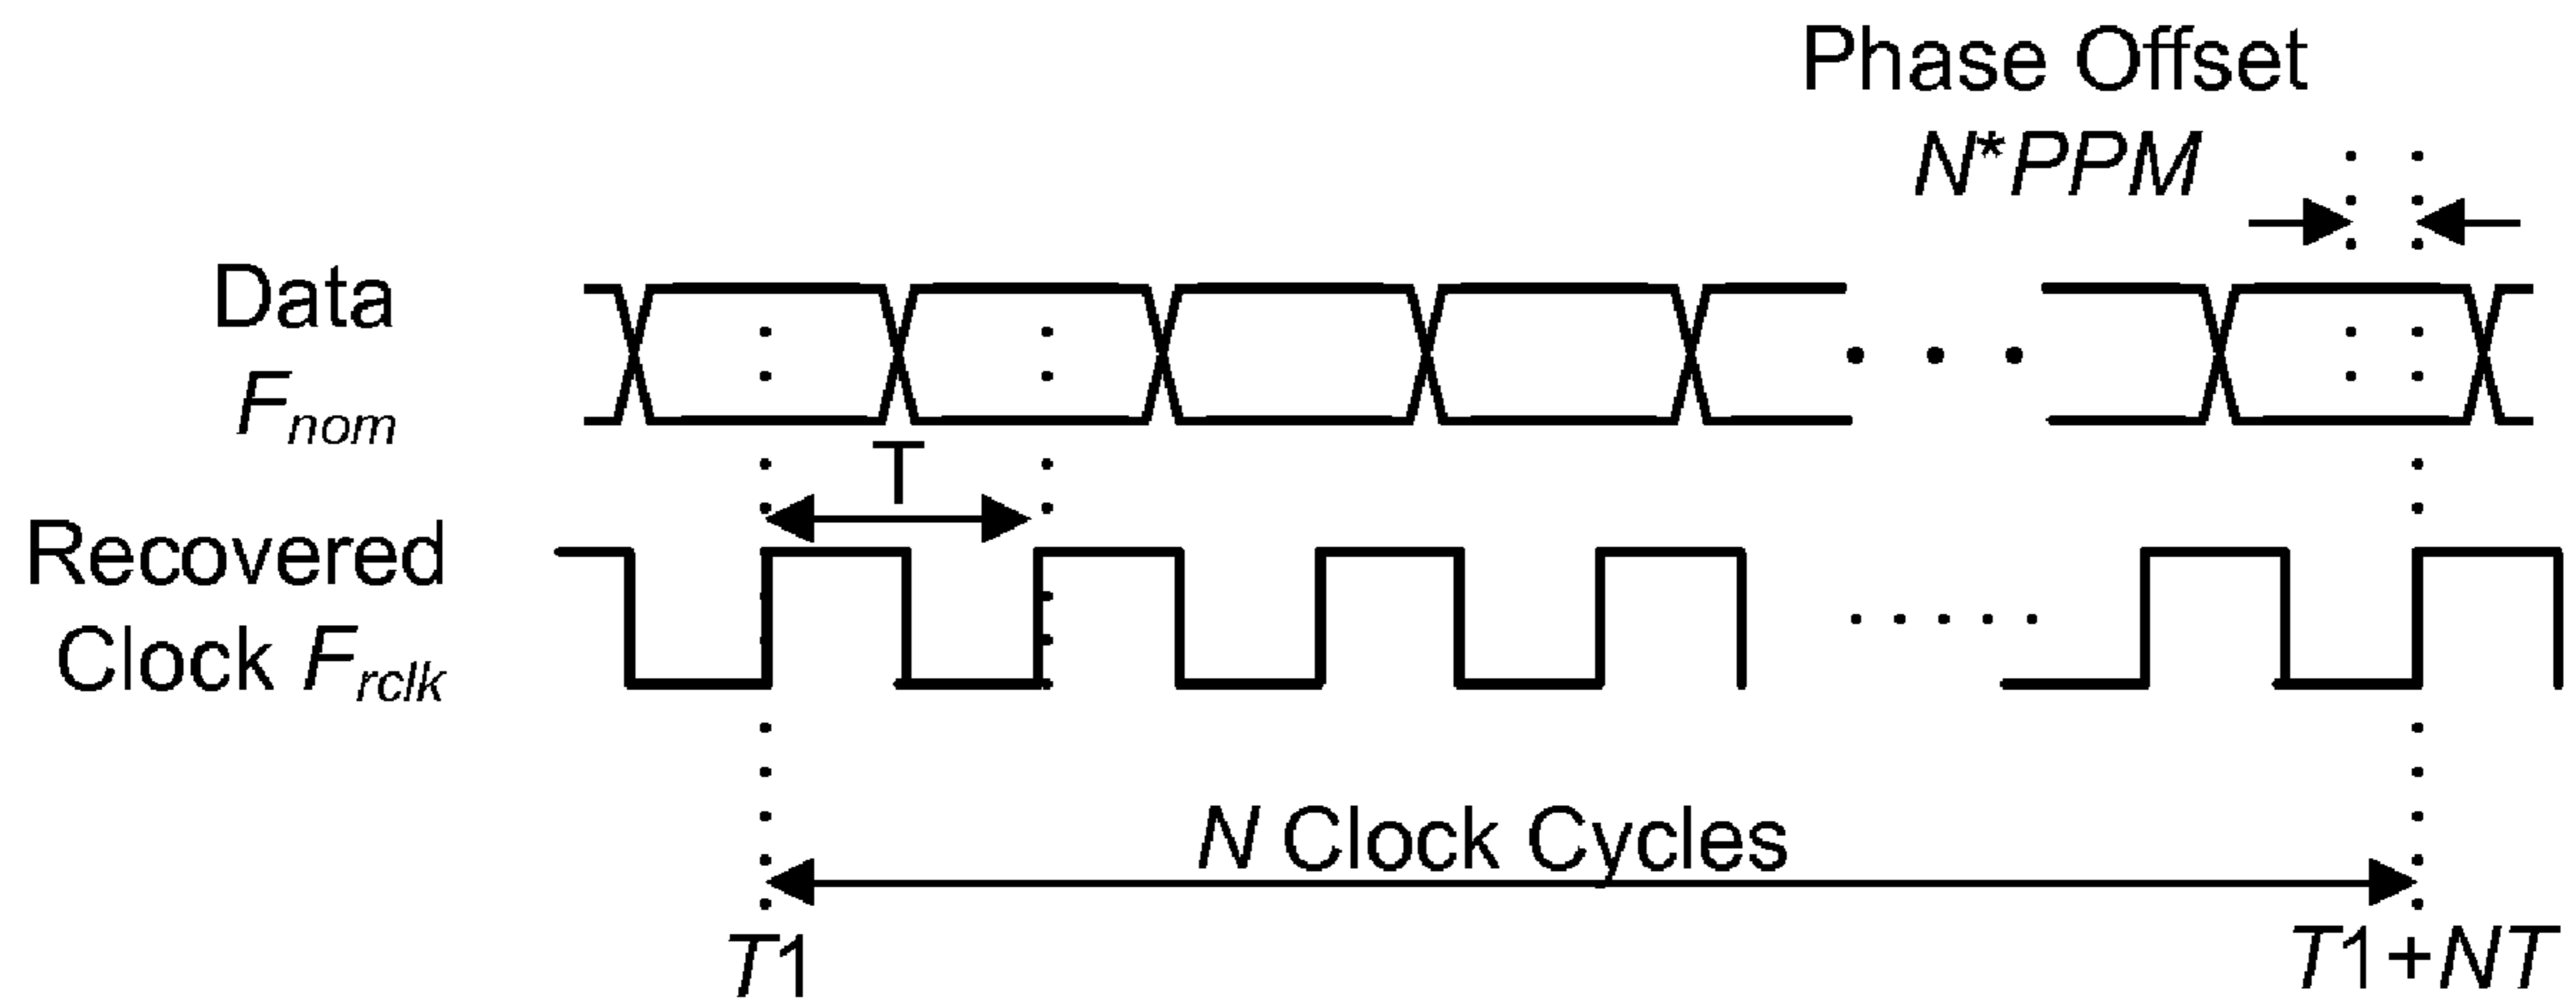 Phase Offset
N*PPM
Data
Fnom
T
Recovered
Clock Frclk
N Clock Cycles
T1
T1+NT